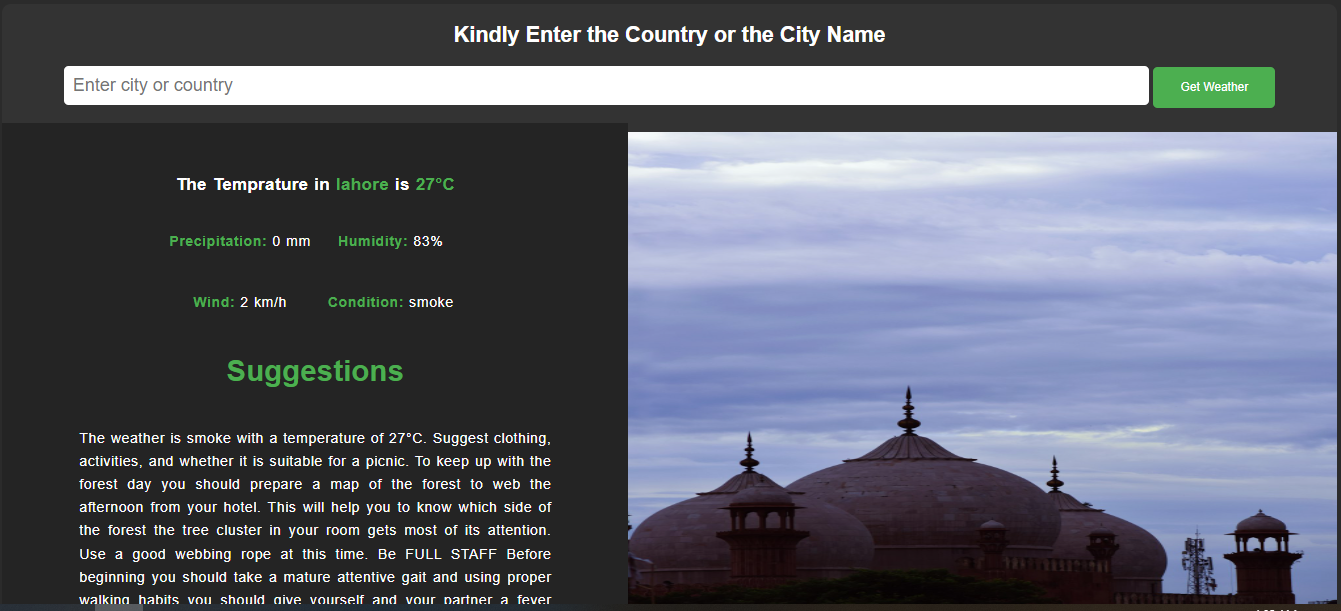 Kindly Enter the Country or the City Name
Enter city or country
Get Weather
The Temprature in lahore is 27°C
Precipitation: 0 mm Humidity: 83%
Wind: 2 km/h Condition: smoke
Suggestions
The weather is smoke with a temperature of 27°C. Suggest clothing,
activities, and whether it is suitable for a picnic. To keep up with the
forest day you should prepare a map of the forest to web the
afternoon from your hotel. This will help you to know which side of
the forest the tree cluster in your room gets most of its attention.
Use a good webbing rope at this time. Be FULL STAFF Before
beginning you should take a mature attentive gait and using proper
walking habits you should give yourself and your partner a fever